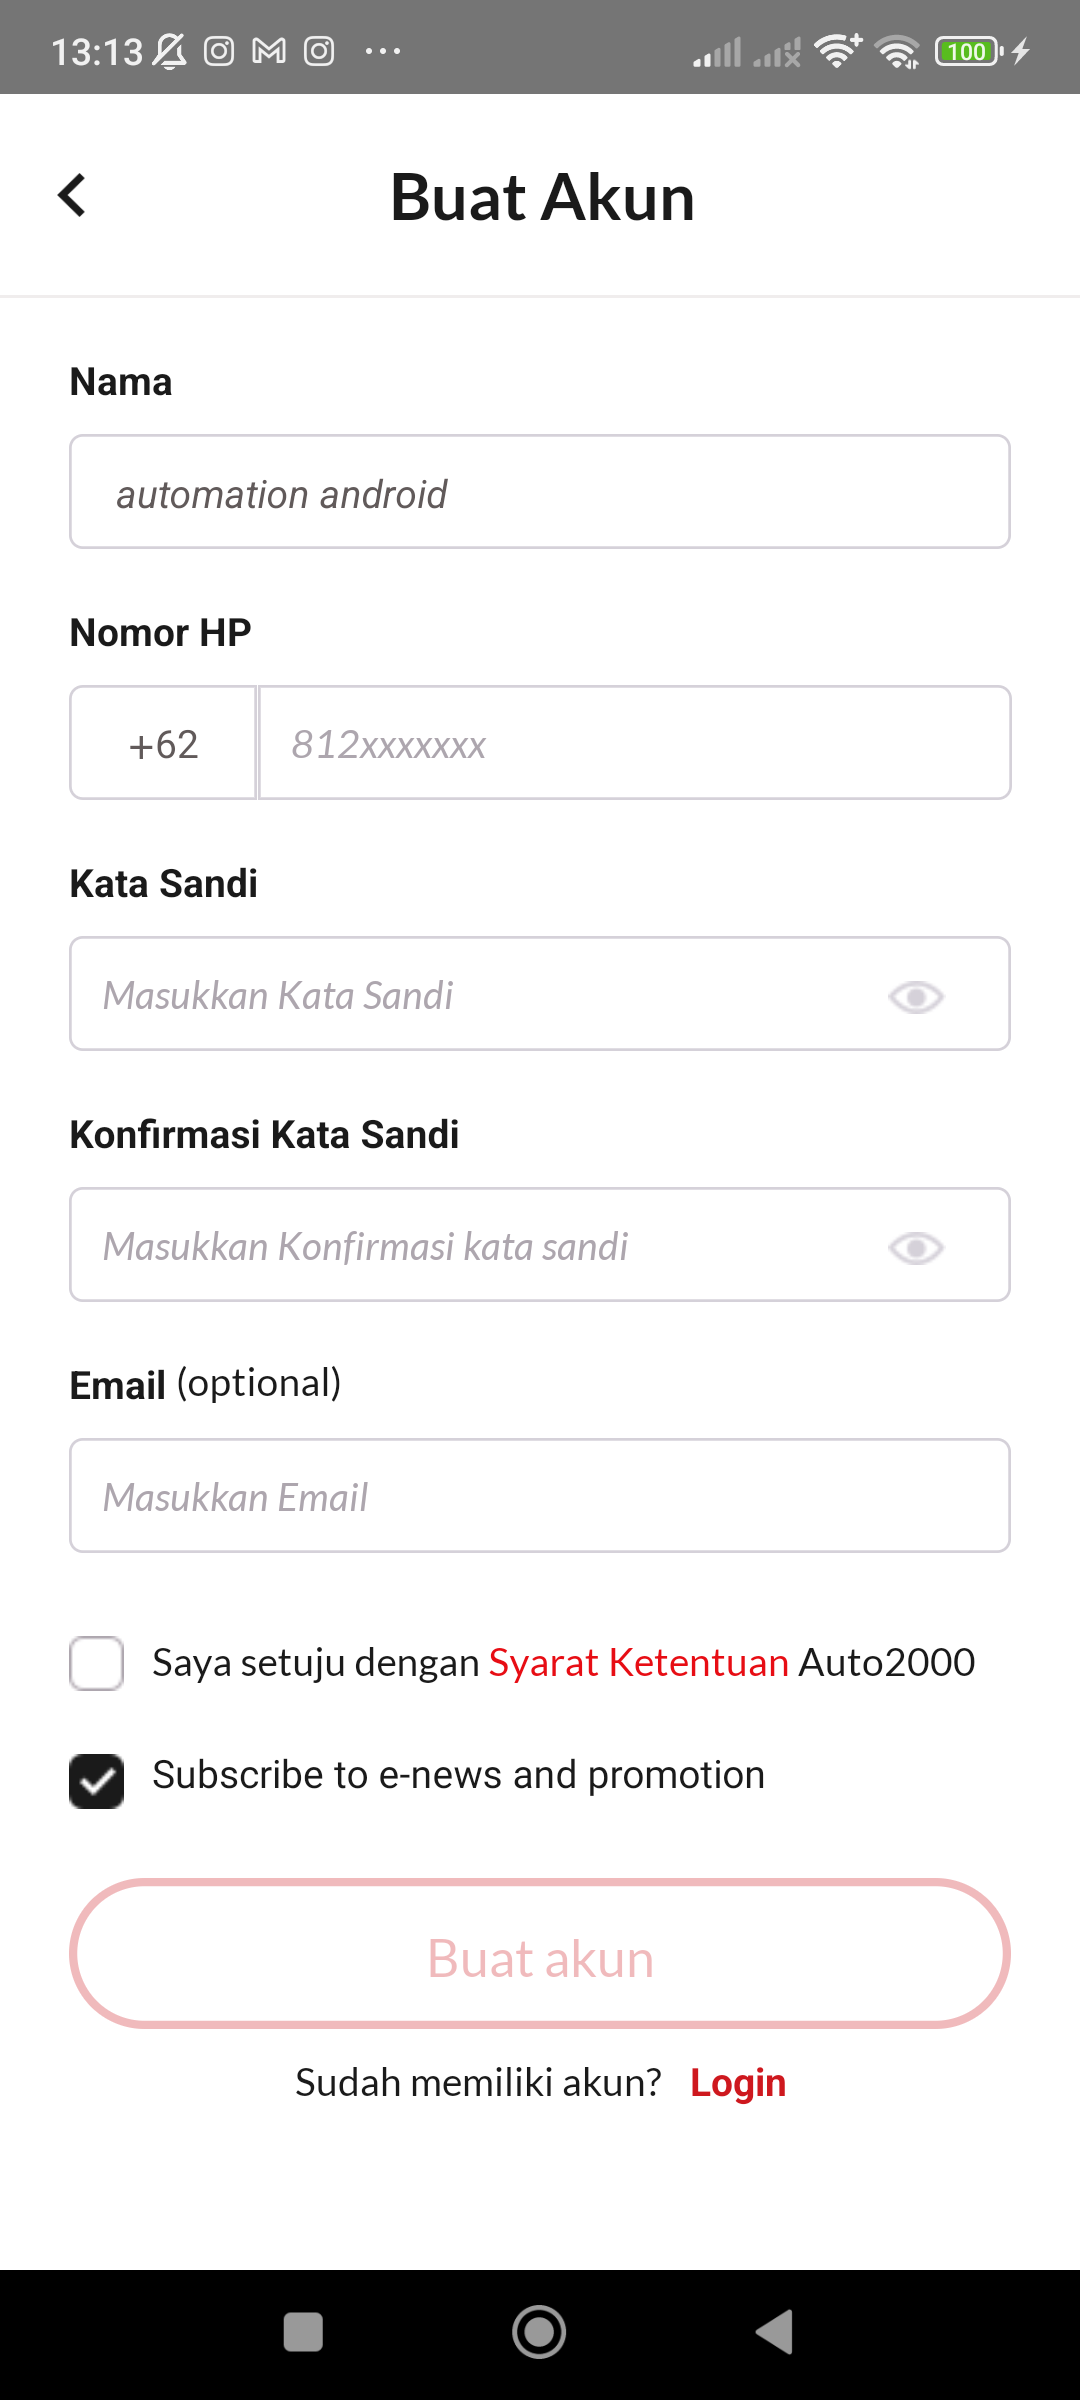 13:13
100
Buat Akun
Nama
automation android
Nomor HP
+62 812xxxxxxx
Kata Sandi
Masukkan Kata Sandi
Konfirmasi Kata Sandi
Masukkan Konfirmasi kata sandi
Email (optional)
Masukkan Email
Saya setuju dengan Syarat Ketentuan Auto2000
Subscribe to e-news and promotion
Buat akun
Sudah memiliki akun? Login